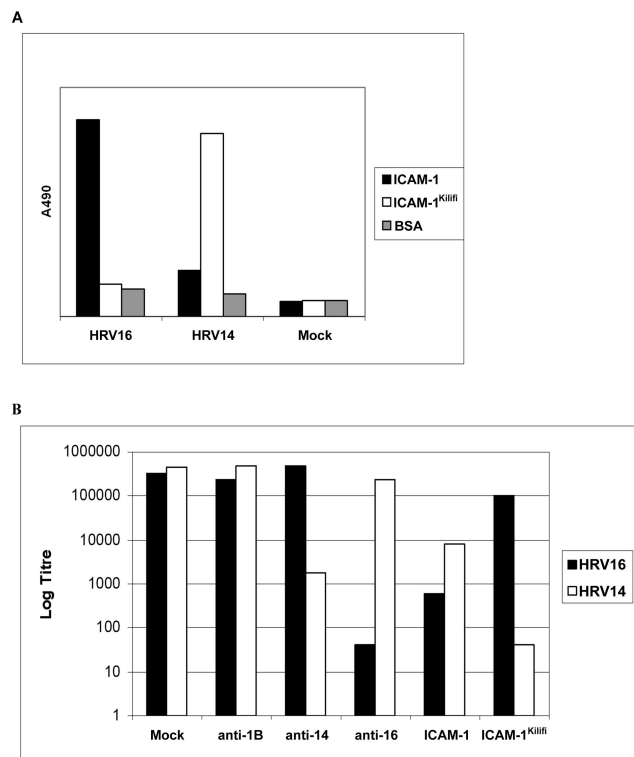 A
A490
ICAM-1
ICAM-1Kilifi
BSA
HRV16 HRV14 Mock
B
1000000
100000
10000
1000
100
10
1
Log Titre
HRV16
HRV14
Mock anti-1B anti-14 anti-16 ICAM-1 ICAM-1Kilifi